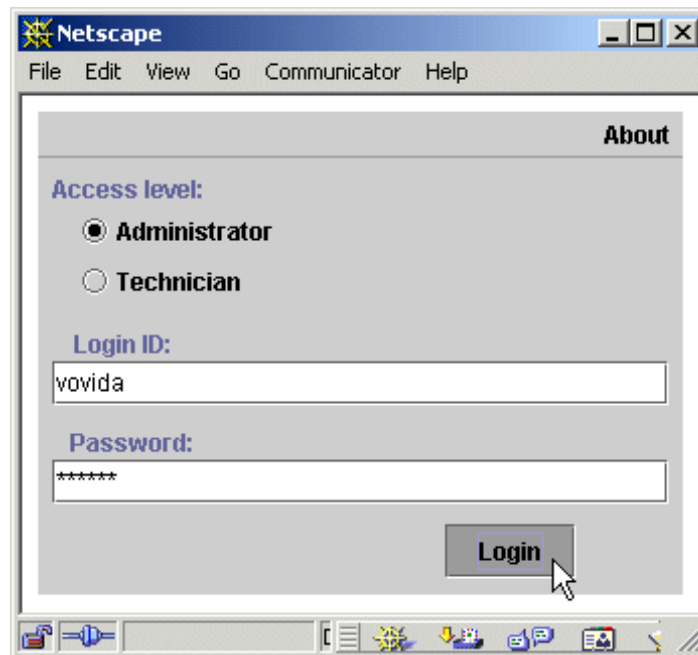 Netscape
File Edit View Go Communicator Help
About
Access level:
Administrator
Technician
Login ID:
vovida
Password:
******
Login